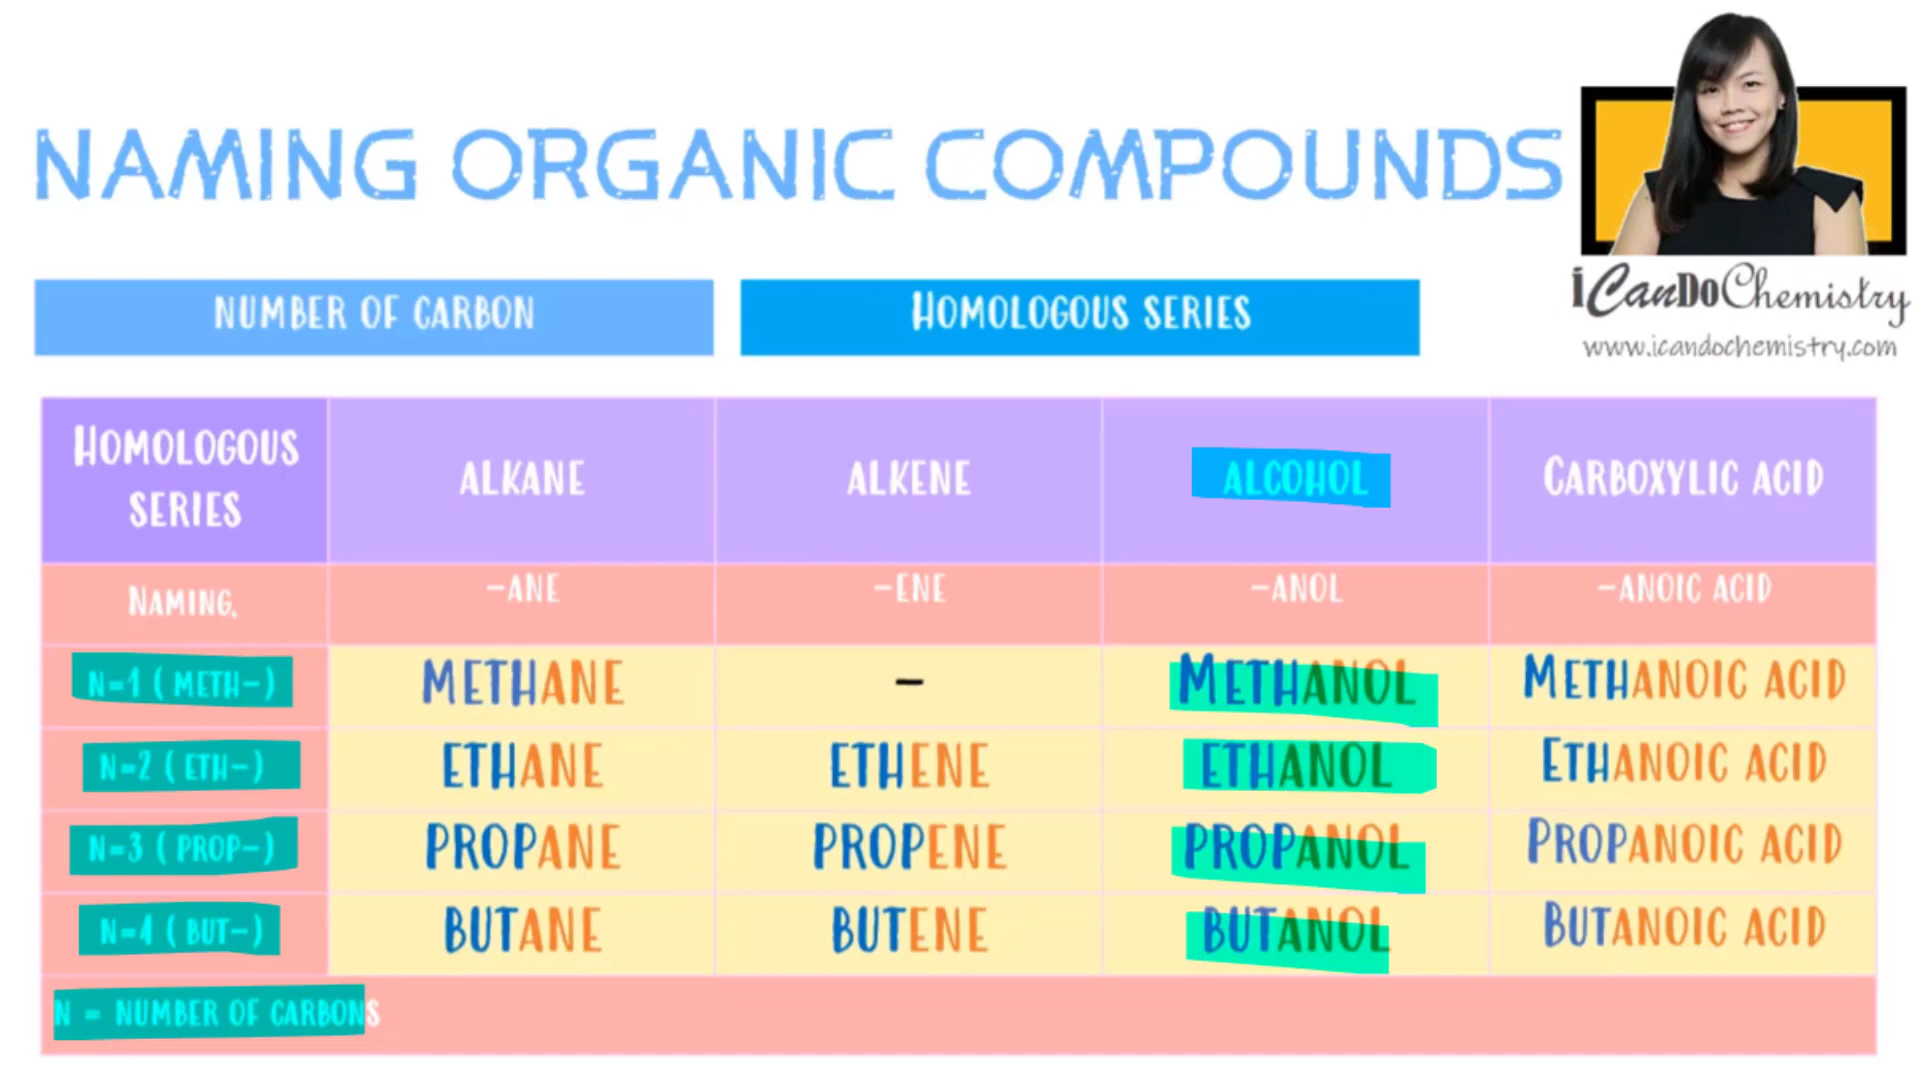 NAMING ORGANIC COMPOUNDS
iCanDoChemistry
www.icandochemistry.com
NUMBER OF CARBON HOMOLOGOUS SERIES
HOMOLOGOUS SERIES ALKANE ALKENE ALCOHOL CARBOXYLIC ACID
NAMING, -ANE -ENE -ANOL -ANOIC ACID
N=1 ( METH-) METHANE - METHANOL METHANOIC ACID
N=2 ( ETH-) ETHANE ETHENE ETHANOL ETHANOIC ACID
N=3 ( PROP-) PROPANE PROPENE PROPANOL PROPANOIC ACID
N=4 ( BUT-) BUTANE BUTENE BUTANOL BUTANOIC ACID
N = NUMBER OF CARBONS